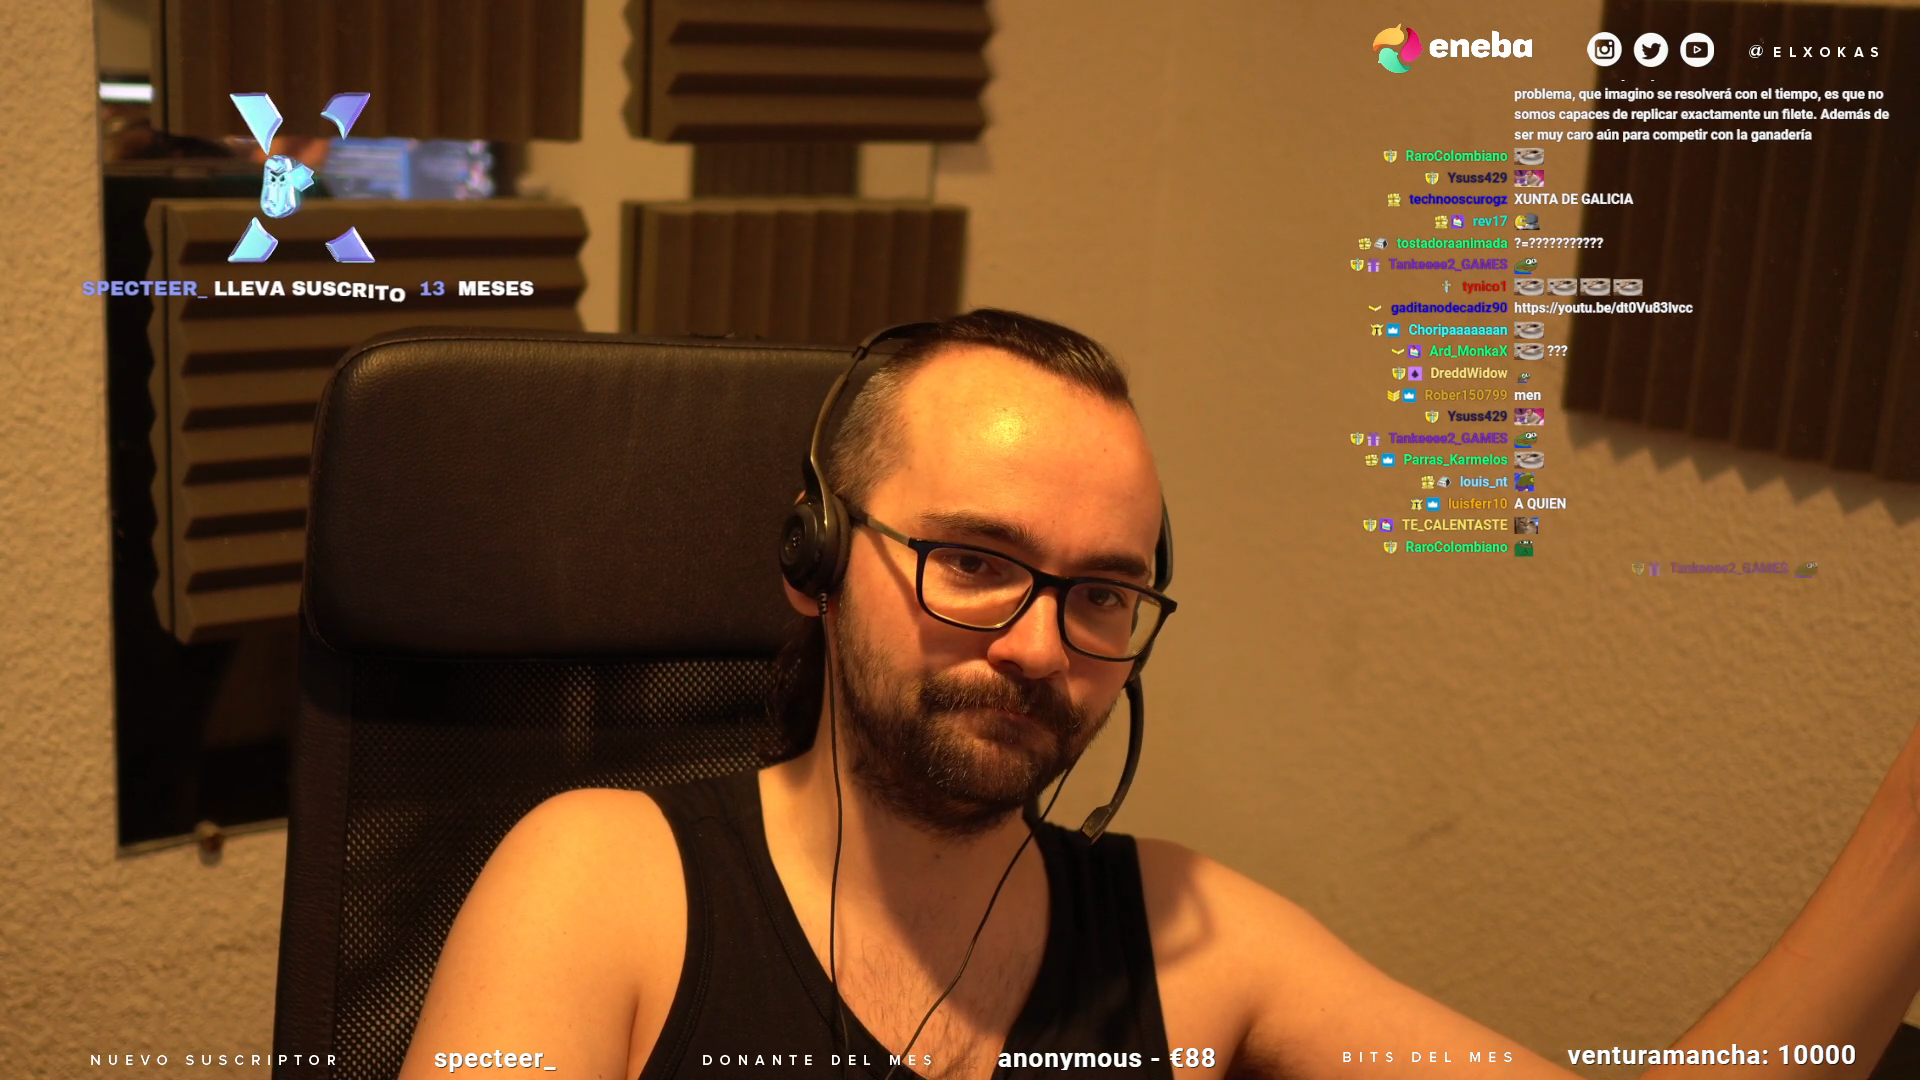 eneba
@ELXOKAS
problema, que imagino se resolverá con el tiempo, es que no
somos capaces de replicar exactamente un filete. Además de
ser muy caro aún para competir con la ganadería
RaroColombiano
Ysuss429
technooscurogz XUNTA DE GALICIA
rev17
tostadoraanimada ?=???????????
Tankeeee2_GAMES
tynico1
gaditanodecadiz90 https://youtu.be/dt0Vu83lvcc
Choripaaaaaaan
Ard_MonkaX ???
DreddWidow
Rober150799 men
Ysuss429
Tankeeee2_GAMES
Parras_Karmelos
louis_nt
luisferr10 A QUIEN
TE_CALENTASTE
RaroColombiano
Tankeeee2_GAMES
SPECTEER_ LLEVA SUSCRITO 13 MESES
NUEVO SUSCRIPTOR specteer_ DONANTE DEL MES anonymous - €88 BITS DEL MES venturamancha: 10000